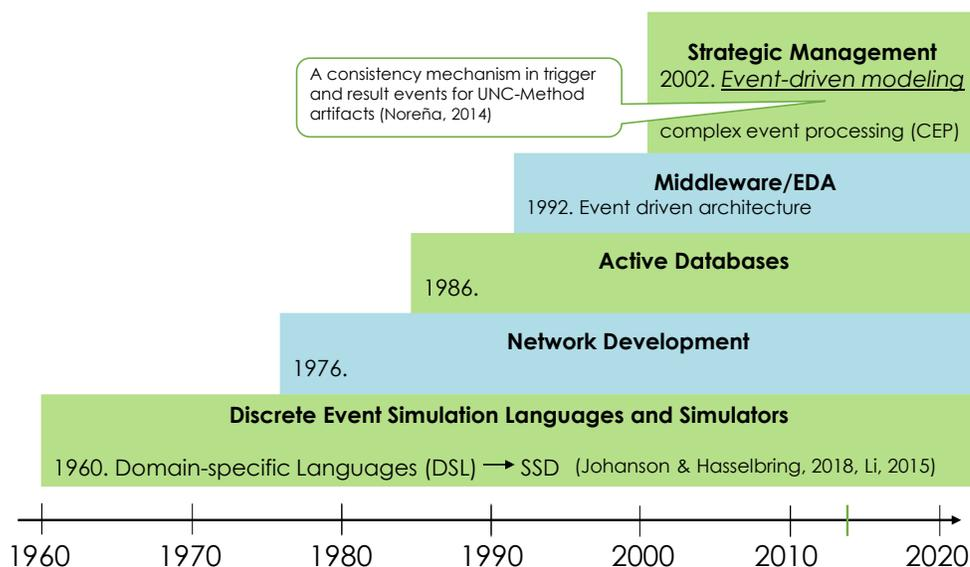 Strategic Management
2002. Event-driven modeling
A consistency mechanism in trigger
and result events for UNC-Method
artifacts (Noreña, 2014)
complex event processing (CEP)
Middleware/EDA
1992. Event driven architecture
Active Databases
1986.
Network Development
1976.
Discrete Event Simulation Languages and Simulators
1960. Domain-specific Languages (DSL) → SSD (Johanson & Hasselbring, 2018, Li, 2015)
1960 1970 1980 1990 2000 2010 2020